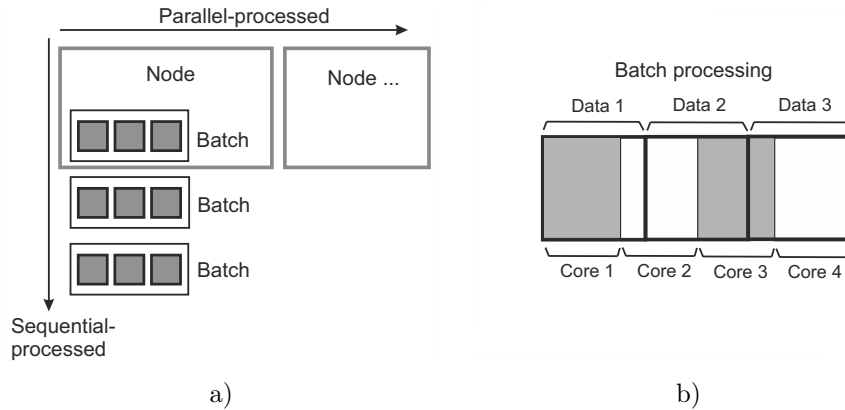 Parallel-processed
Node
Node ...
Batch
Batch
Batch
Sequential-
processed
a)
Batch processing
Data 1 Data 2 Data 3
Core 1 Core 2 Core 3 Core 4
b)